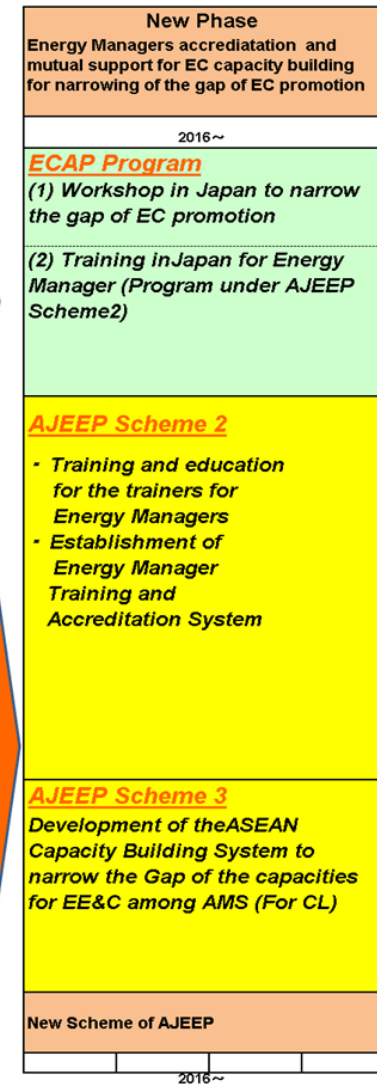 New Phase
Energy Managers accrediatation and
mutual support for EC capacity building
for narrowing of the gap of EC promotion
2016~
ECAP Program
(1) Workshop in Japan to narrow
the gap of EC promotion
(2) Training inJapan for Energy
Manager (Program under AJEEP
Scheme2)
AJEEP Scheme 2
・ Training and education
for the trainers for
Energy Managers
・ Establishment of
Energy Manager
Training and
Accreditation System
AJEEP Scheme 3
Development of theASEAN
Capacity Building System to
narrow the Gap of the capacities
for EE&C among AMS (For CL)
New Scheme of AJEEP
2016~